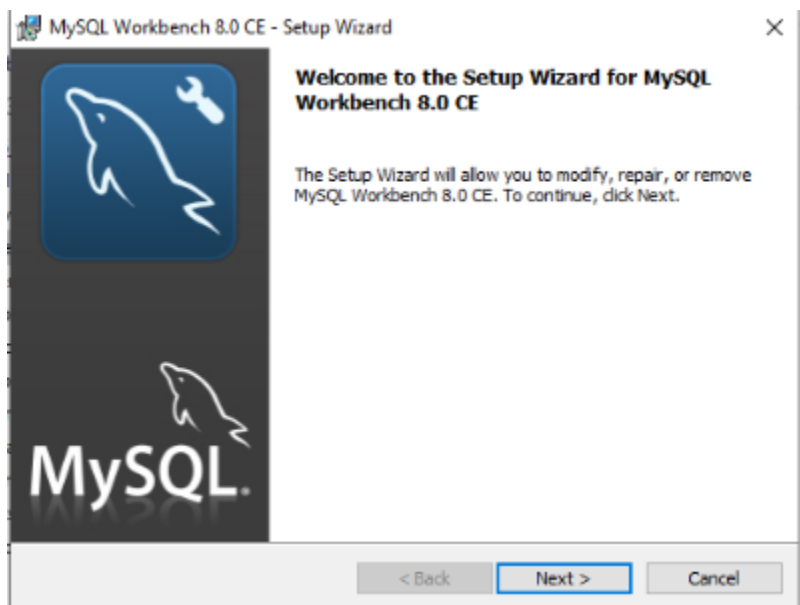 MySQL Workbench 8.0 CE - Setup Wizard
Welcome to the Setup Wizard for MySQL
Workbench 8.0 CE
The Setup Wizard will allow you to modify, repair, or remove
MySQL Workbench 8.0 CE. To continue, click Next.
MySQL®
< Back
Next >
Cancel